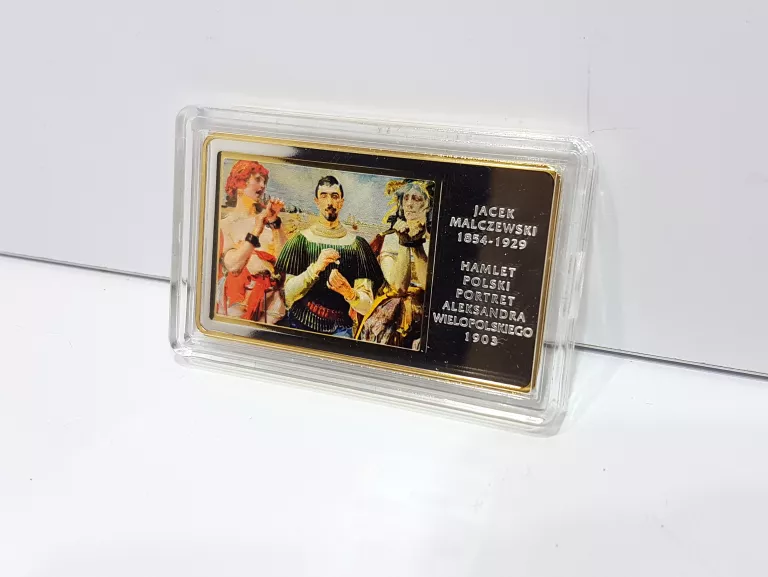 JACEK
MALCZEWSKI
1854-1929
HAMLET
POLSKI
PORTRET
ALEKSANDRA
WIELOPOLSKIEGO
1903